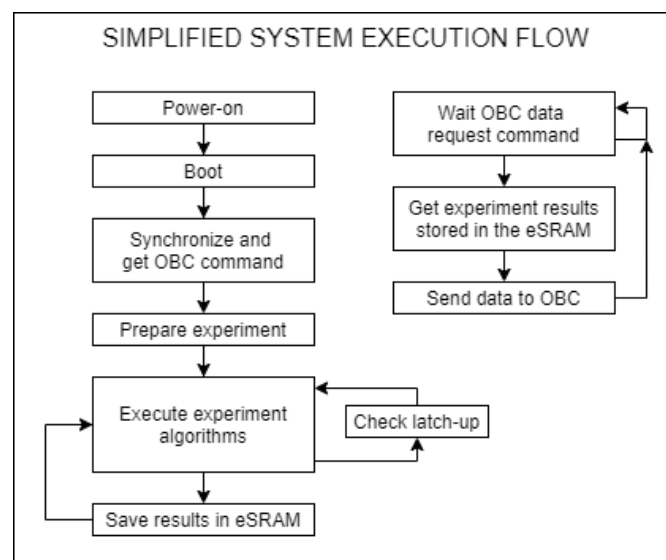 SIMPLIFIED SYSTEM EXECUTION FLOW
Power-on
Boot
Synchronize and
get OBC command
Prepare experiment
Execute experiment
algorithms
Check latch-up
Save results in eSRAM
Wait OBC data
request command
Get experiment results
stored in the eSRAM
Send data to OBC